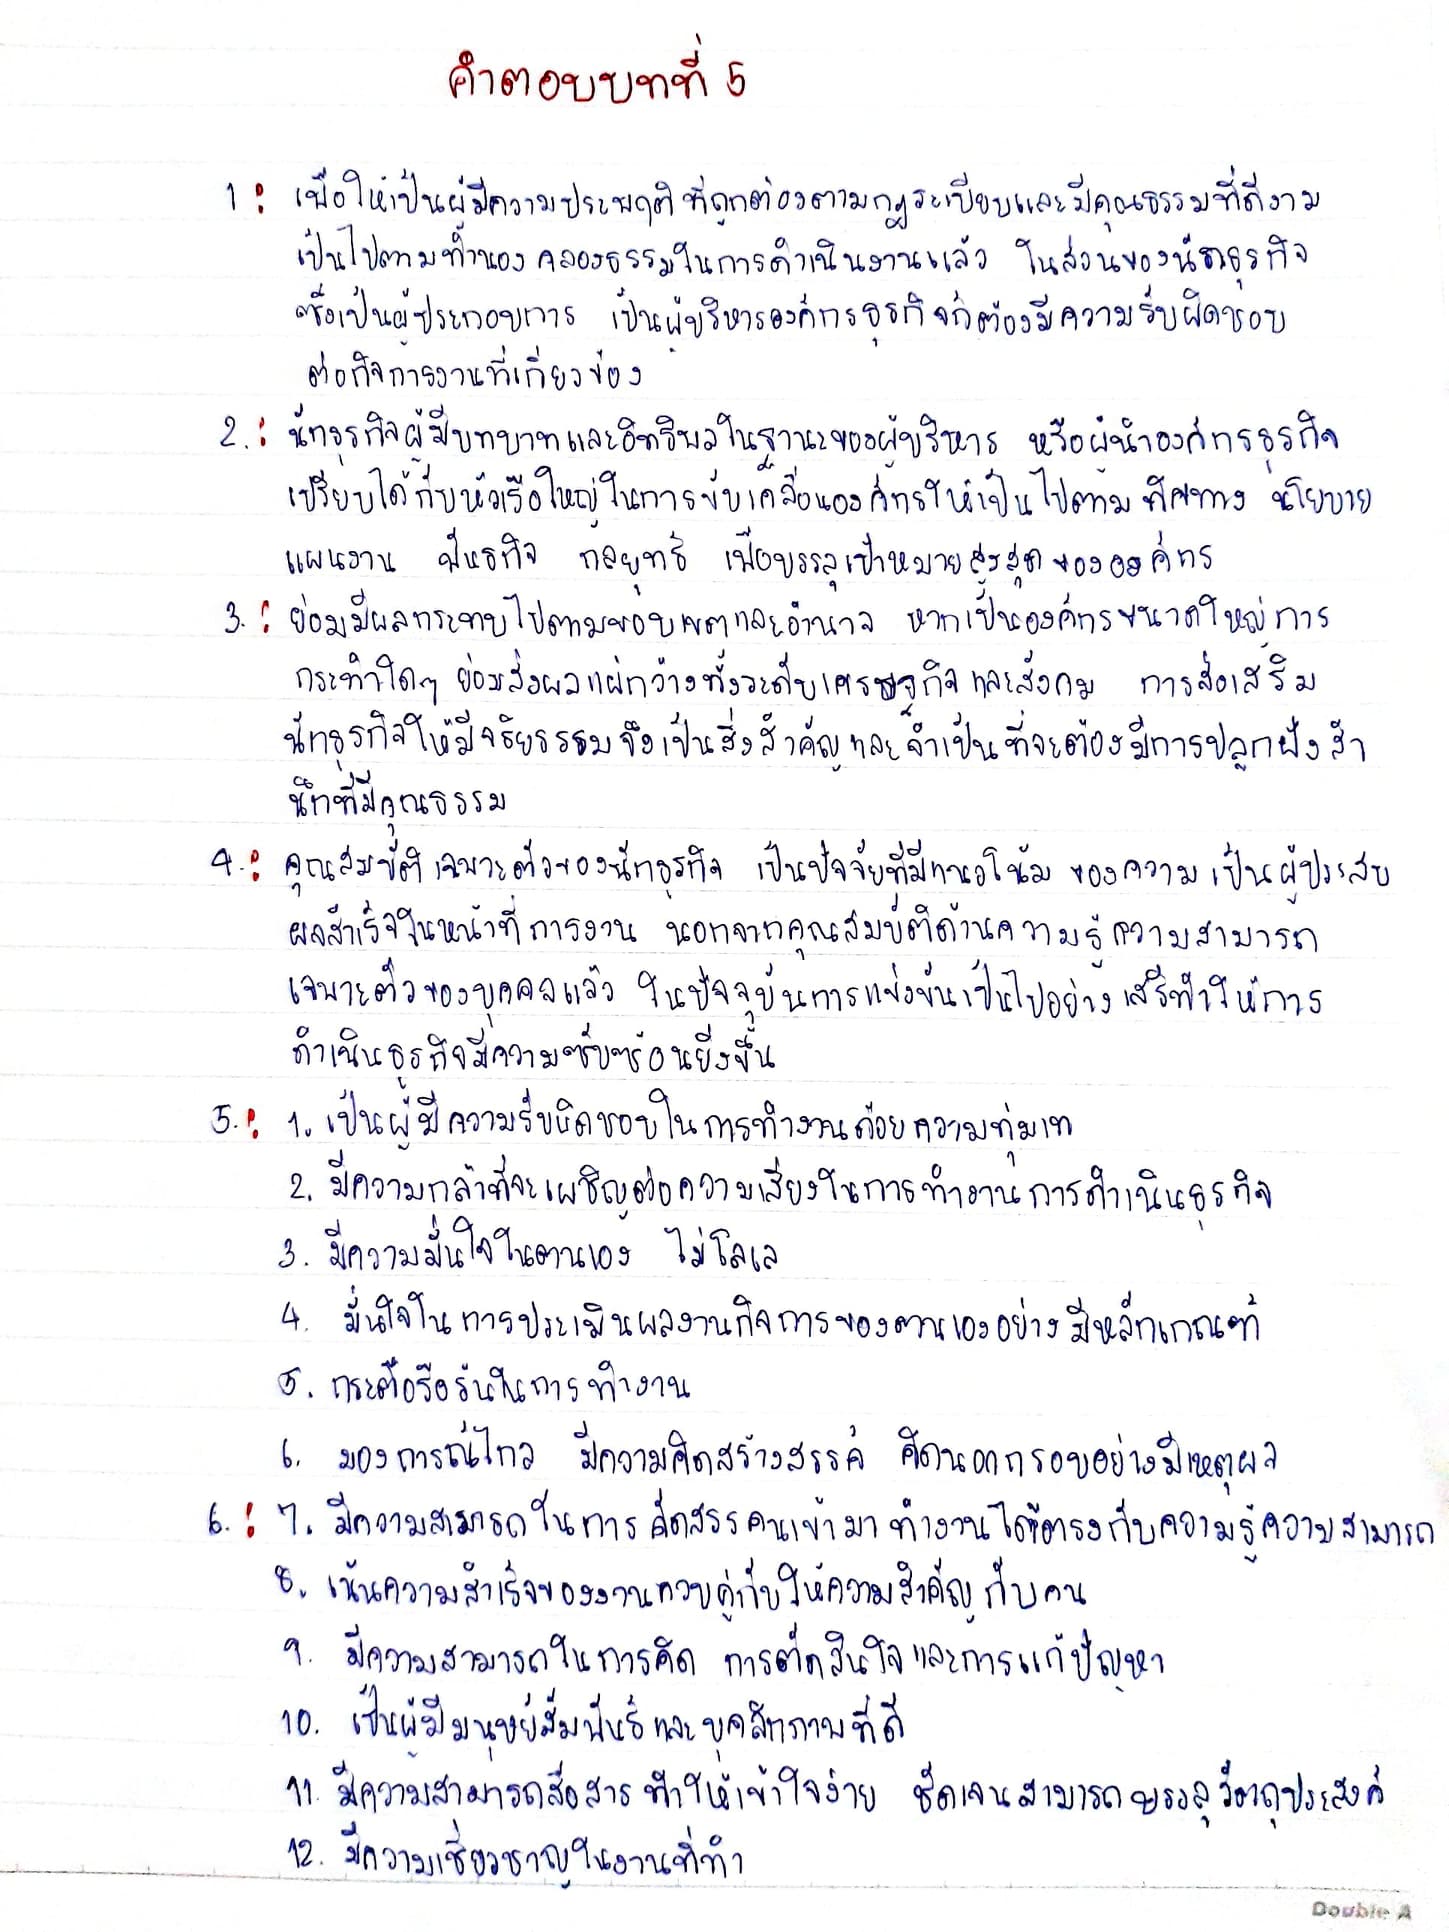 คำตอบบทที่ 5
1 : เพื่อให้เป็นผู้มีความประพฤติที่ถูกต้องตามกฎระเบียบและมีคุณธรรมที่ดีงาม
เป็นไปตามทำนองคลองธรรมในการดำเนินงานแล้ว ในส่วนของนักธุรกิจ
ซึ่งเป็นผู้ประกอบการ เป็นผู้บริหารองค์กรธุรกิจก็ต้องมีความรับผิดชอบ
ต่อกิจการงานที่เกี่ยวข้อง
2. : นักธุรกิจผู้มีบทบาทและอิทธิพลในฐานะของผู้บริหาร หรือผู้นำองค์กรธุรกิจ
เปรียบได้กับหัวเรือใหญ่ในการขับเคลื่อนองค์กรให้เป็นไปตามทิศทาง นโยบาย
แผนงาน พันธกิจ กลยุทธ์ เพื่อบรรลุเป้าหมายสูงสุดขององค์กร
3. : ย่อมมีผลกระทบไปตามขอบเขตและอำนาจ หากเป็นองค์กรขนาดใหญ่การ
กระทำใดๆ ย่อมส่งผลแผ่กว้างทั้งระดับเศรษฐกิจและสังคม การส่งเสริม
นักธุรกิจให้มีจริยธรรมจึงเป็นสิ่งสำคัญและจำเป็นที่จะต้องมีการปลูกฝังสำ
นึกที่มีคุณธรรม
4. : คุณสมบัติเฉพาะตัวของนักธุรกิจ เป็นปัจจัยที่มีแนวโน้มของความเป็นผู้ประสบ
ผลสำเร็จในหน้าที่การงาน นอกจากคุณสมบัติด้านความรู้ความสามารถ
เฉพาะตัวของบุคคลแล้ว ในปัจจุบันการแข่งขันเป็นไปอย่างเสรีทำให้การ
ดำเนินธุรกิจมีความซับซ้อนยิ่งขึ้น
5. : 1. เป็นผู้มีความรับผิดชอบในการทำงานด้วยความทุ่มเท
2. มีความกล้าที่จะเผชิญต่อความเสี่ยงในการทำงานการดำเนินธุรกิจ
3. มีความมั่นใจในตนเอง ไม่โลเล
4. มั่นใจในการประเมินผลงานกิจการของตนเองอย่างมีหลักเกณฑ์
5. กระตือรือร้นในการทำงาน
6. มองการณ์ไกล มีความคิดสร้างสรรค์ คิดนอกกรอบอย่างมีเหตุผล
6. : 7. มีความสามารถในการคัดสรรคนเข้ามาทำงานได้ตรงกับความรู้ความสามารถ
8. เน้นความสำเร็จของงานควบคู่กับให้ความสำคัญกับคน
9. มีความสามารถในการคิด การตัดสินใจและการแก้ปัญหา
10. เป็นผู้มีมนุษย์สัมพันธ์และบุคลิกภาพที่ดี
11. มีความสามารถสื่อสารทำให้เข้าใจง่าย ชัดเจนสามารถบรรลุวัตถุประสงค์
12. มีความเชี่ยวชาญในงานที่ทำ
Double A